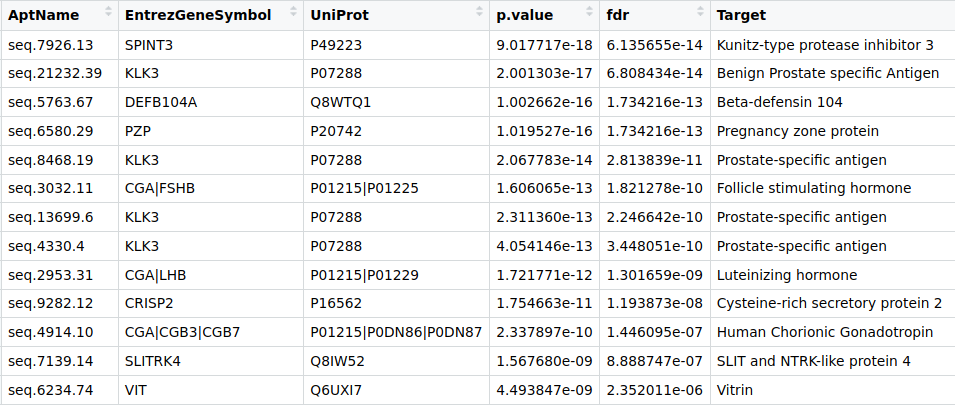 AptName EntrezGeneSymbol UniProt p.value fdr Target
seq.7926.13 SPINT3 P49223 9.017717e-18 6.135655e-14 Kunitz-type protease inhibitor 3
seq.21232.39 KLK3 P07288 2.001303e-17 6.808434e-14 Benign Prostate specific Antigen
seq.5763.67 DEFB104A Q8WTQ1 1.002662e-16 1.734216e-13 Beta-defensin 104
seq.6580.29 PZP P20742 1.019527e-16 1.734216e-13 Pregnancy zone protein
seq.8468.19 KLK3 P07288 2.067783e-14 2.813839e-11 Prostate-specific antigen
seq.3032.11 CGA|FSHB P01215|P01225 1.606065e-13 1.821278e-10 Follicle stimulating hormone
seq.13699.6 KLK3 P07288 2.311360e-13 2.246642e-10 Prostate-specific antigen
seq.4330.4 KLK3 P07288 4.054146e-13 3.448051e-10 Prostate-specific antigen
seq.2953.31 CGA|LHB P01215|P01229 1.721771e-12 1.301659e-09 Luteinizing hormone
seq.9282.12 CRISP2 P16562 1.754663e-11 1.193873e-08 Cysteine-rich secretory protein 2
seq.4914.10 CGA|CGB3|CGB7 P01215|P0DN86|P0DN87 2.337897e-10 1.446095e-07 Human Chorionic Gonadotropin
seq.7139.14 SLITRK4 Q8IW52 1.567680e-09 8.888747e-07 SLIT and NTRK-like protein 4
seq.6234.74 VIT Q6UXI7 4.493847e-09 2.352011e-06 Vitrin